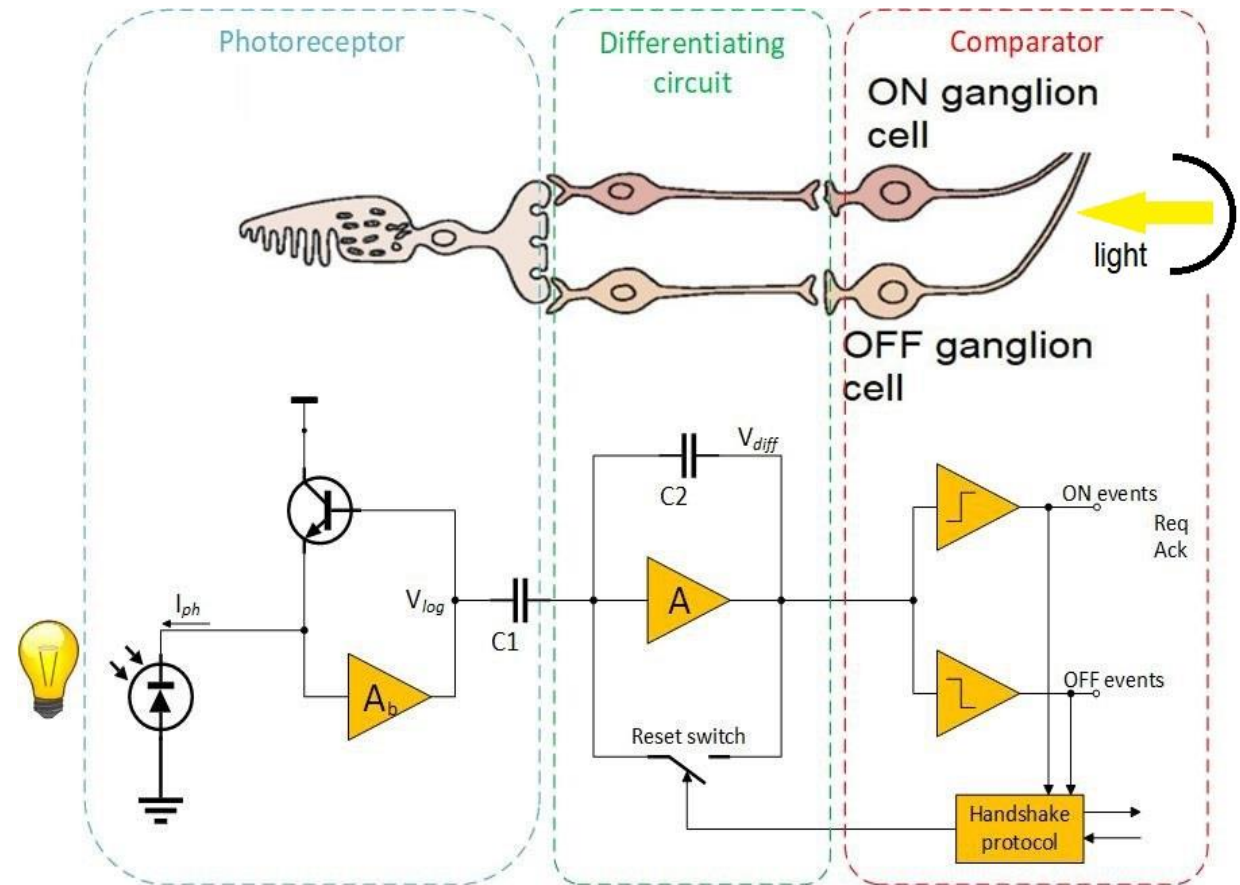 Photoreceptor
Differentiating
circuit
Comparator
ON ganglion
cell
light
OFF ganglion
cell
V_diff
C2
ON events
Req
Ack
I_ph
V_log
C1
A
A_b
OFF events
Reset switch
Handshake
protocol